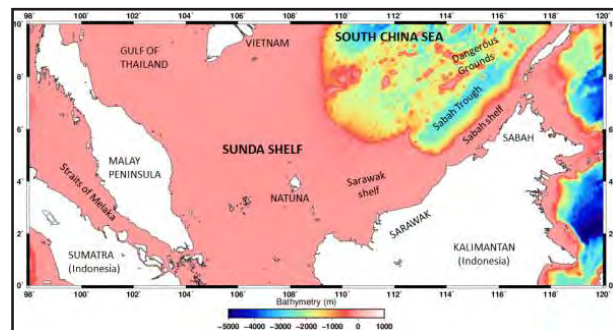 SOUTH CHINA SEA
GULF OF
THAILAND
VIETNAM
Dangerous
Grounds
Sabah Trough
Sabah shelf
SABAH
SUNDA SHELF
MALAY
PENINSULA
Straits of Melaka
NATUNA
Sarawak
shelf
SARAWAK
SUMATRA
(Indonesia)
KALIMANTAN
(Indonesia)
10
8
6
4
2
0
98° 100° 102° 104° 106° 108° 110° 112° 114° 116° 118° 120°
Bathymetry (m)
-5000 -4000 -3000 -2000 -1000 0 1000